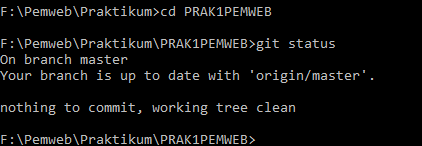 F:\Pemweb\Praktikum>cd PRAK1PEMWEB
F:\Pemweb\Praktikum\PRAK1PEMWEB>git status
On branch master
Your branch is up to date with 'origin/master'.
nothing to commit, working tree clean
F:\Pemweb\Praktikum\PRAK1PEMWEB>